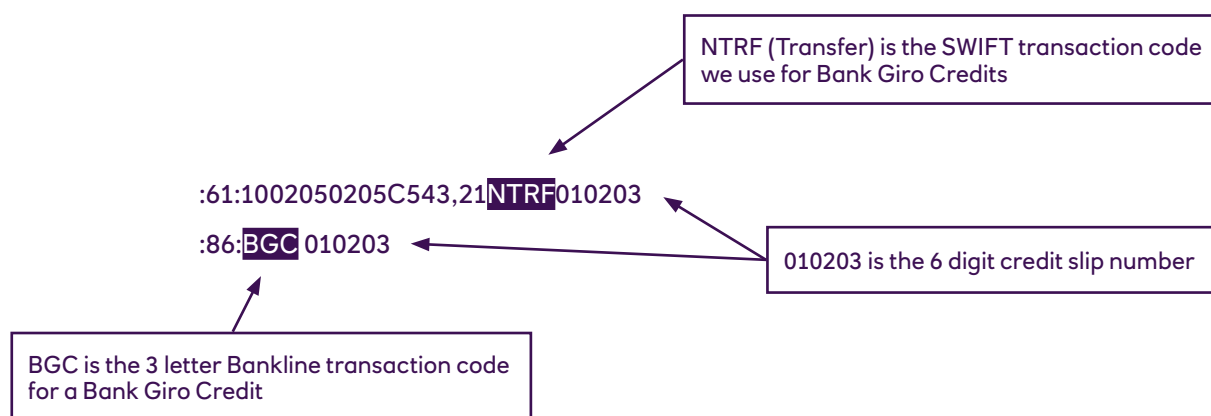 NTRF (Transfer) is the SWIFT transaction code
we use for Bank Giro Credits
:61:1002050205C543,21NTRF010203
:86:BGC 010203
010203 is the 6 digit credit slip number
BGC is the 3 letter Bankline transaction code
for a Bank Giro Credit